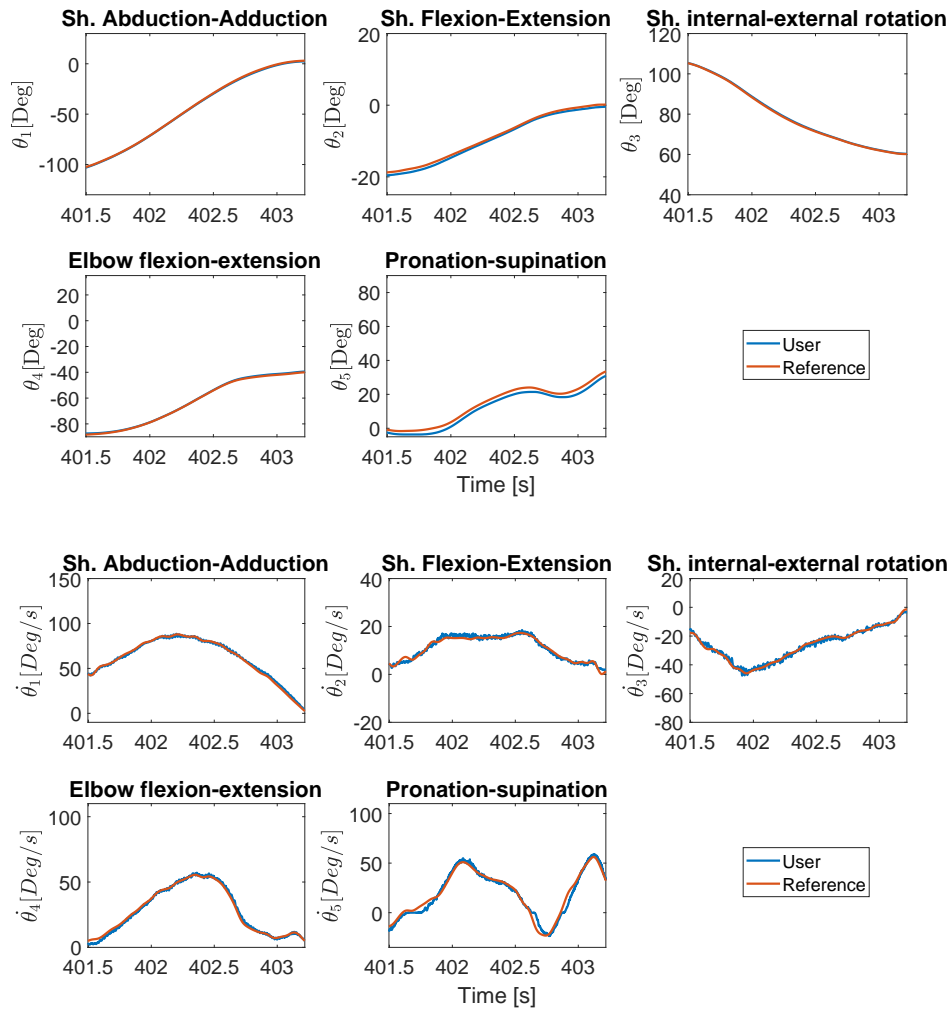 Sh. Abduction-Adduction
θ₁[Deg]
0
-50
-100
401.5 402 402.5 403
Sh. Flexion-Extension
θ₂[Deg]
20
0
-20
401.5 402 402.5 403
Sh. internal-external rotation
θ₃ [Deg]
120
100
80
60
40
401.5 402 402.5 403
Elbow flexion-extension
θ₄[Deg]
20
0
-20
-40
-60
-80
401.5 402 402.5 403
Pronation-supination
θ₅[Deg]
80
60
40
20
0
401.5 402 402.5 403
Time [s]
User
Reference
Sh. Abduction-Adduction
θ̇₁[Deg/s]
150
100
50
0
401.5 402 402.5 403
Sh. Flexion-Extension
θ̇₂[Deg/s]
40
20
0
-20
401.5 402 402.5 403
Sh. internal-external rotation
θ̇₃[Deg/s]
20
0
-20
-40
-60
-80
401.5 402 402.5 403
Elbow flexion-extension
θ̇₄[Deg/s]
100
50
0
401.5 402 402.5 403
Pronation-supination
θ̇₅[Deg/s]
100
50
0
401.5 402 402.5 403
Time [s]
User
Reference